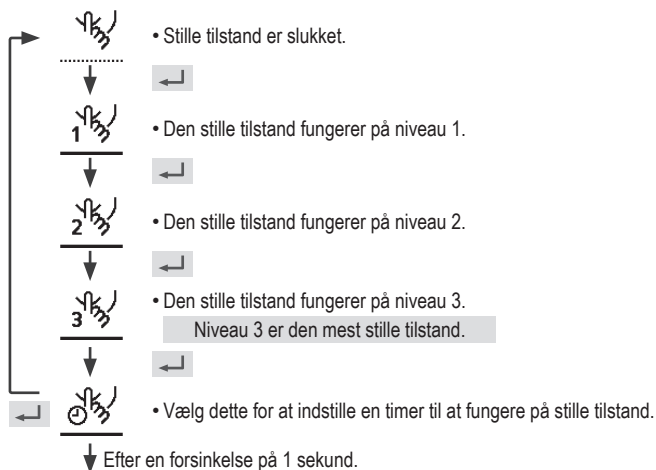 • Stille tilstand er slukket.
1
• Den stille tilstand fungerer på niveau 1.
2
• Den stille tilstand fungerer på niveau 2.
3
• Den stille tilstand fungerer på niveau 3.
Niveau 3 er den mest stille tilstand.
• Vælg dette for at indstille en timer til at fungere på stille tilstand.
Efter en forsinkelse på 1 sekund.